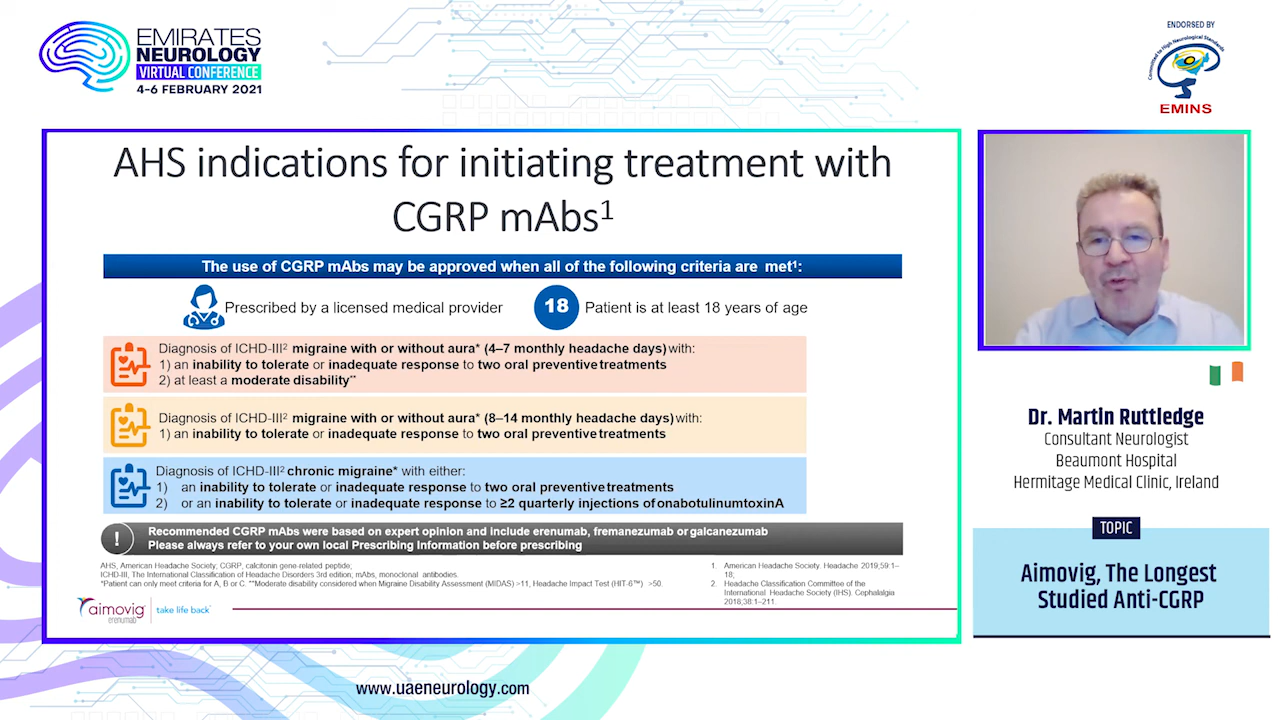 EMIRATES
NEUROLOGY
VIRTUAL CONFERENCE
4-6 FEBRUARY 2021
ENDORSED BY
Committed to High Neurological Standards
EMINS
AHS indications for initiating treatment with
CGRP mAbs1
The use of CGRP mAbs may be approved when all of the following criteria are met1:
Prescribed by a licensed medical provider
18
Patient is at least 18 years of age
Diagnosis of ICHD-III2 migraine with or without aura* (4–7 monthly headache days) with:
1) an inability to tolerate or inadequate response to two oral preventive treatments
2) at least a moderate disability**
Diagnosis of ICHD-III2 migraine with or without aura* (8–14 monthly headache days) with:
1) an inability to tolerate or inadequate response to two oral preventive treatments
Diagnosis of ICHD-III2 chronic migraine* with either:
1) an inability to tolerate or inadequate response to two oral preventive treatments
2) or an inability to tolerate or inadequate response to ≥2 quarterly injections of onabotulinumtoxinA
!
Recommended CGRP mAbs were based on expert opinion and include erenumab, fremanezumab or galcanezumab
Please always refer to your own local Prescribing Information before prescribing
AHS, American Headache Society; CGRP, calcitonin gene-related peptide;
ICHD-III, The International Classification of Headache Disorders 3rd edition; mAbs, monoclonal antibodies.
*Patient can only meet criteria for A, B or C. **Moderate disability considered when Migraine Disability Assessment (MIDAS) >11, Headache Impact Test (HIT-6™) >50.
1. American Headache Society. Headache 2019;59:1–
18;
2. Headache Classification Committee of the
International Headache Society (IHS). Cephalalgia
2018;38:1–211.
aimovig
erenumab
take life back
Dr. Martin Ruttledge
Consultant Neurologist
Beaumont Hospital
Hermitage Medical Clinic, Ireland
TOPIC
Aimovig, The Longest
Studied Anti-CGRP
www.uaeneurology.com